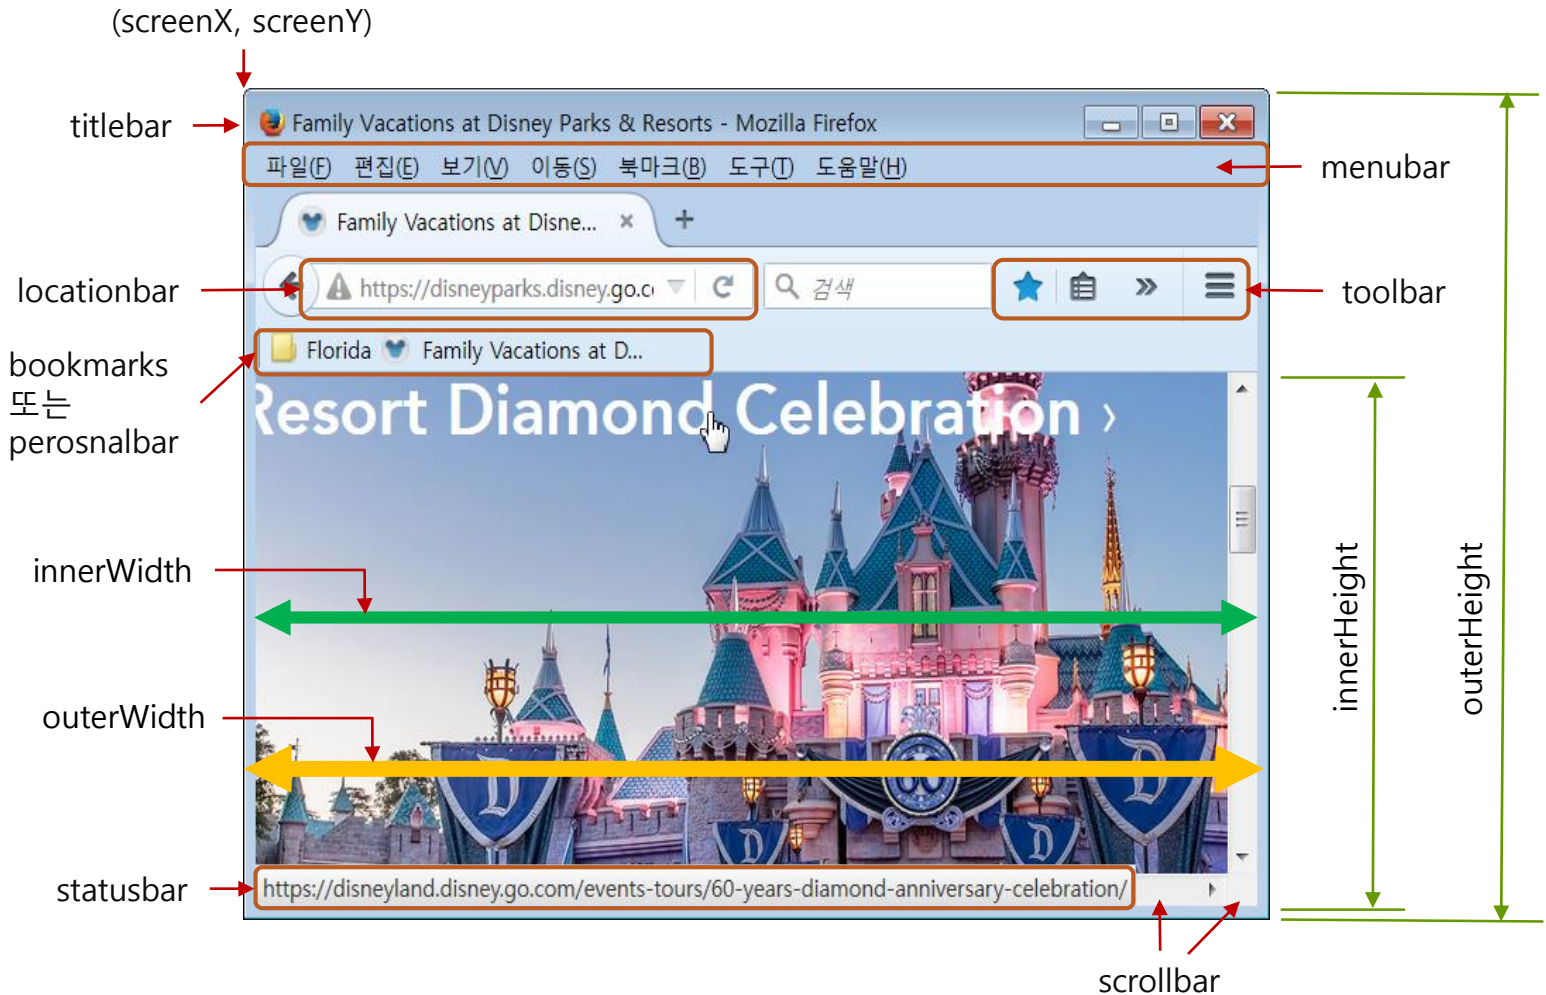 (screenX, screenY)
titlebar
Family Vacations at Disney Parks & Resorts - Mozilla Firefox
파일(F) 편집(E) 보기(V) 이동(S) 북마크(B) 도구(T) 도움말(H)
menubar
Family Vacations at Disne...
locationbar
https://disneyparks.disney.go.c
검색
toolbar
bookmarks
또는
perosnalbar
Florida Family Vacations at D...
Resort Diamond Celebration ›
innerWidth
innerHeight
outerHeight
outerWidth
D
60
D
D
D
statusbar
https://disneyland.disney.go.com/events-tours/60-years-diamond-anniversary-celebration/
scrollbar